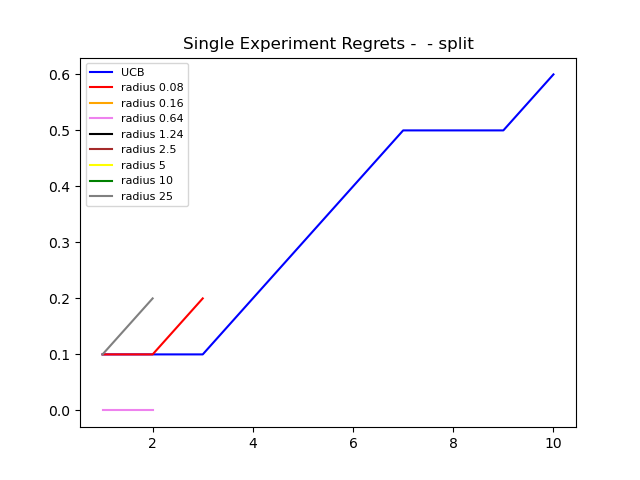 Single Experiment Regrets -  - split
UCB
radius 0.08
radius 0.16
radius 0.64
radius 1.24
radius 2.5
radius 5
radius 10
radius 25
0.6
0.5
0.4
0.3
0.2
0.1
0.0
2 4 6 8 10